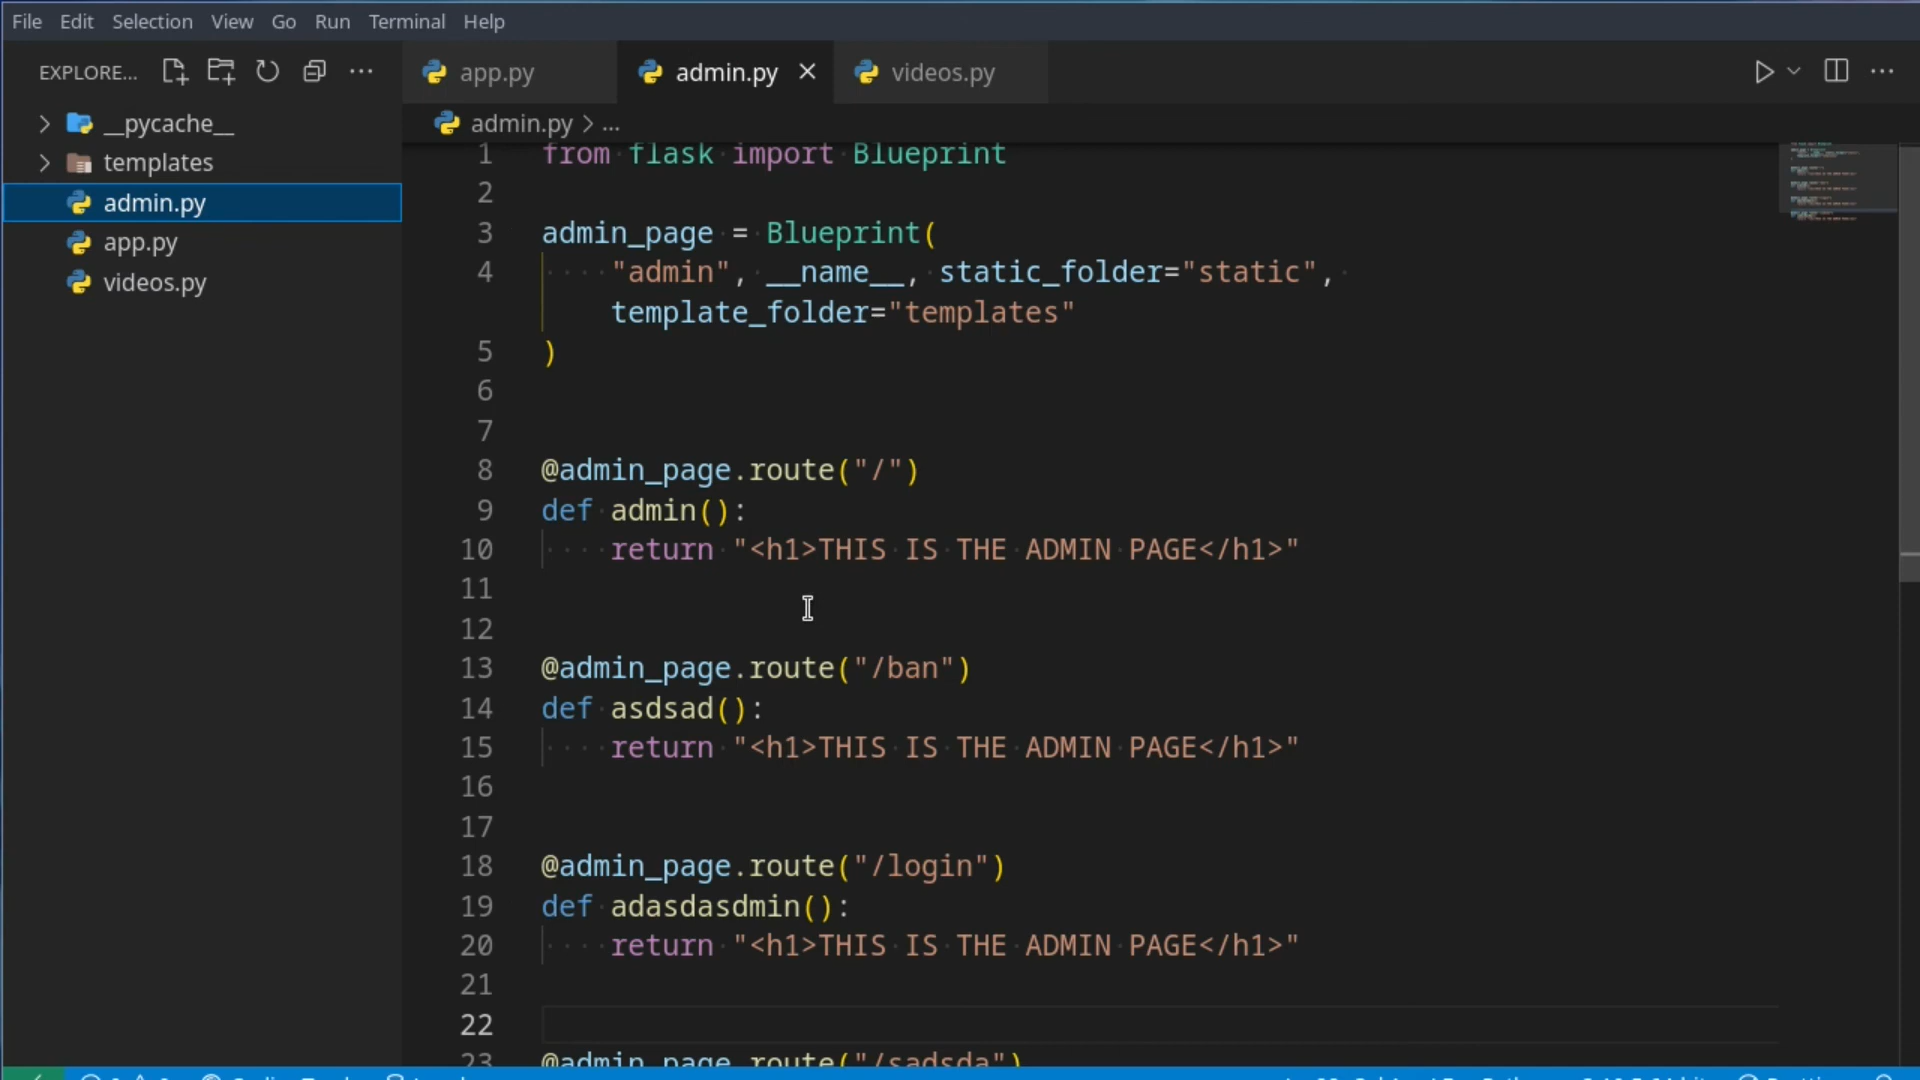 File Edit Selection View Go Run Terminal Help
EXPLORE...
app.py
admin.py
videos.py
__pycache__
templates
admin.py
app.py
videos.py
admin.py > ...
1 from flask import Blueprint
2
3 admin_page = Blueprint(
4 "admin", __name__, static_folder="static",
template_folder="templates"
5 )
6
7
8 @admin_page.route("/")
9 def admin():
10 return "<h1>THIS IS THE ADMIN PAGE</h1>"
11
12
13 @admin_page.route("/ban")
14 def asdsad():
15 return "<h1>THIS IS THE ADMIN PAGE</h1>"
16
17
18 @admin_page.route("/login")
19 def adasdasdmin():
20 return "<h1>THIS IS THE ADMIN PAGE</h1>"
21
22
23 @admin_page.route("/sadsda")